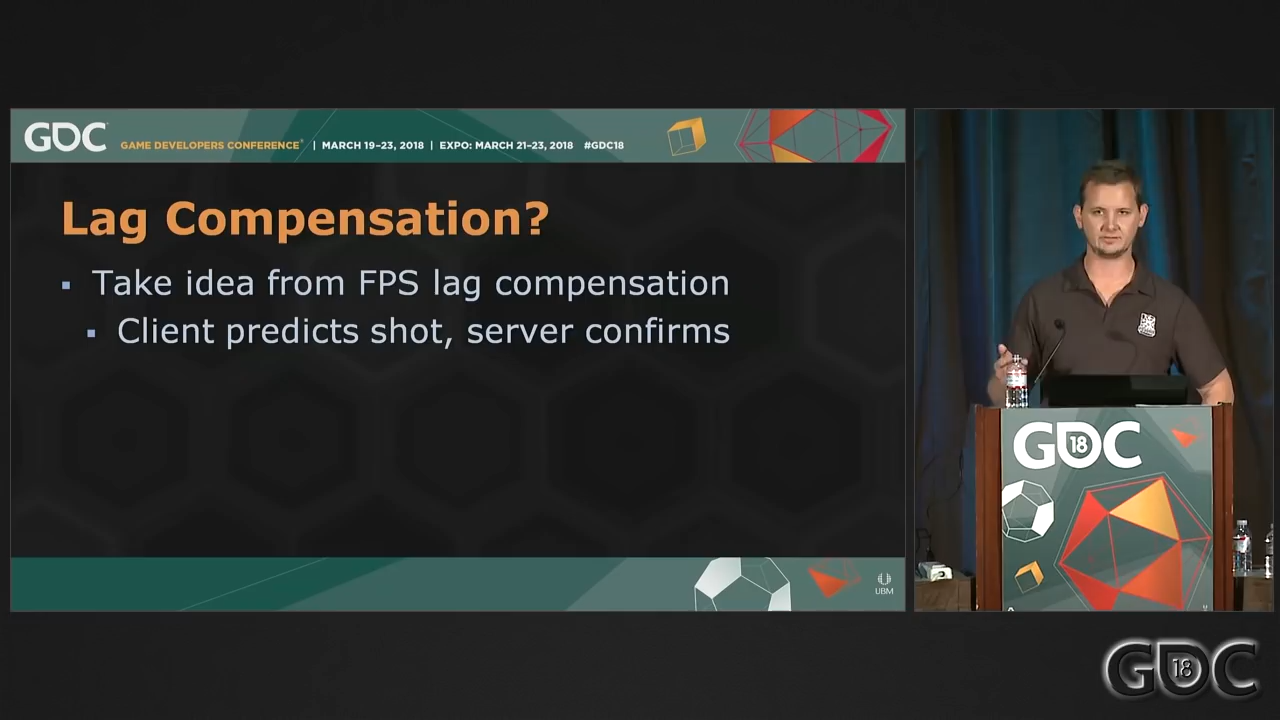 GDC
GAME DEVELOPERS CONFERENCE® | MARCH 19–23, 2018 | EXPO: MARCH 21–23, 2018 #GDC18
Lag Compensation?
▪ Take idea from FPS lag compensation
▪ Client predicts shot, server confirms
UBM
GDC
18
GDC
18